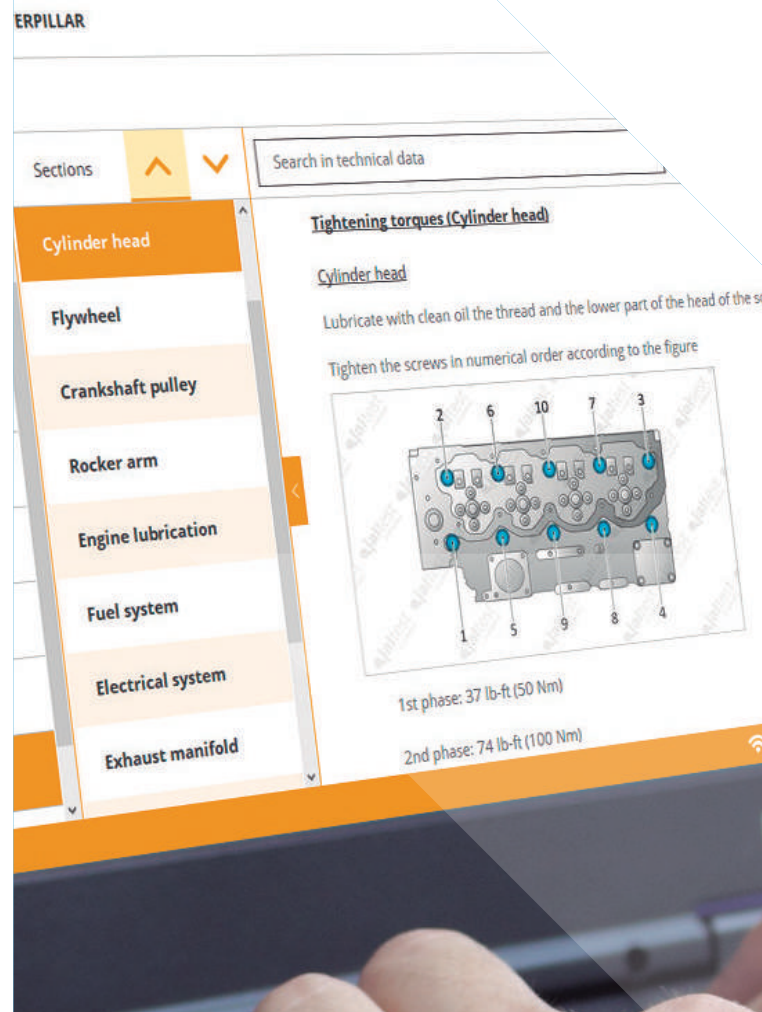 ERPILLAR
Sections
Search in technical data
Cylinder head
Flywheel
Crankshaft pulley
Rocker arm
Engine lubrication
Fuel system
Electrical system
Exhaust manifold
Tightening torques (Cylinder head)
Cylinder head
Lubricate with clean oil the thread and the lower part of the head of the sc
Tighten the screws in numerical order according to the figure
2 6 10 7 3
1 5 9 8 4
1st phase: 37 lb-ft (50 Nm)
2nd phase: 74 lb-ft (100 Nm)